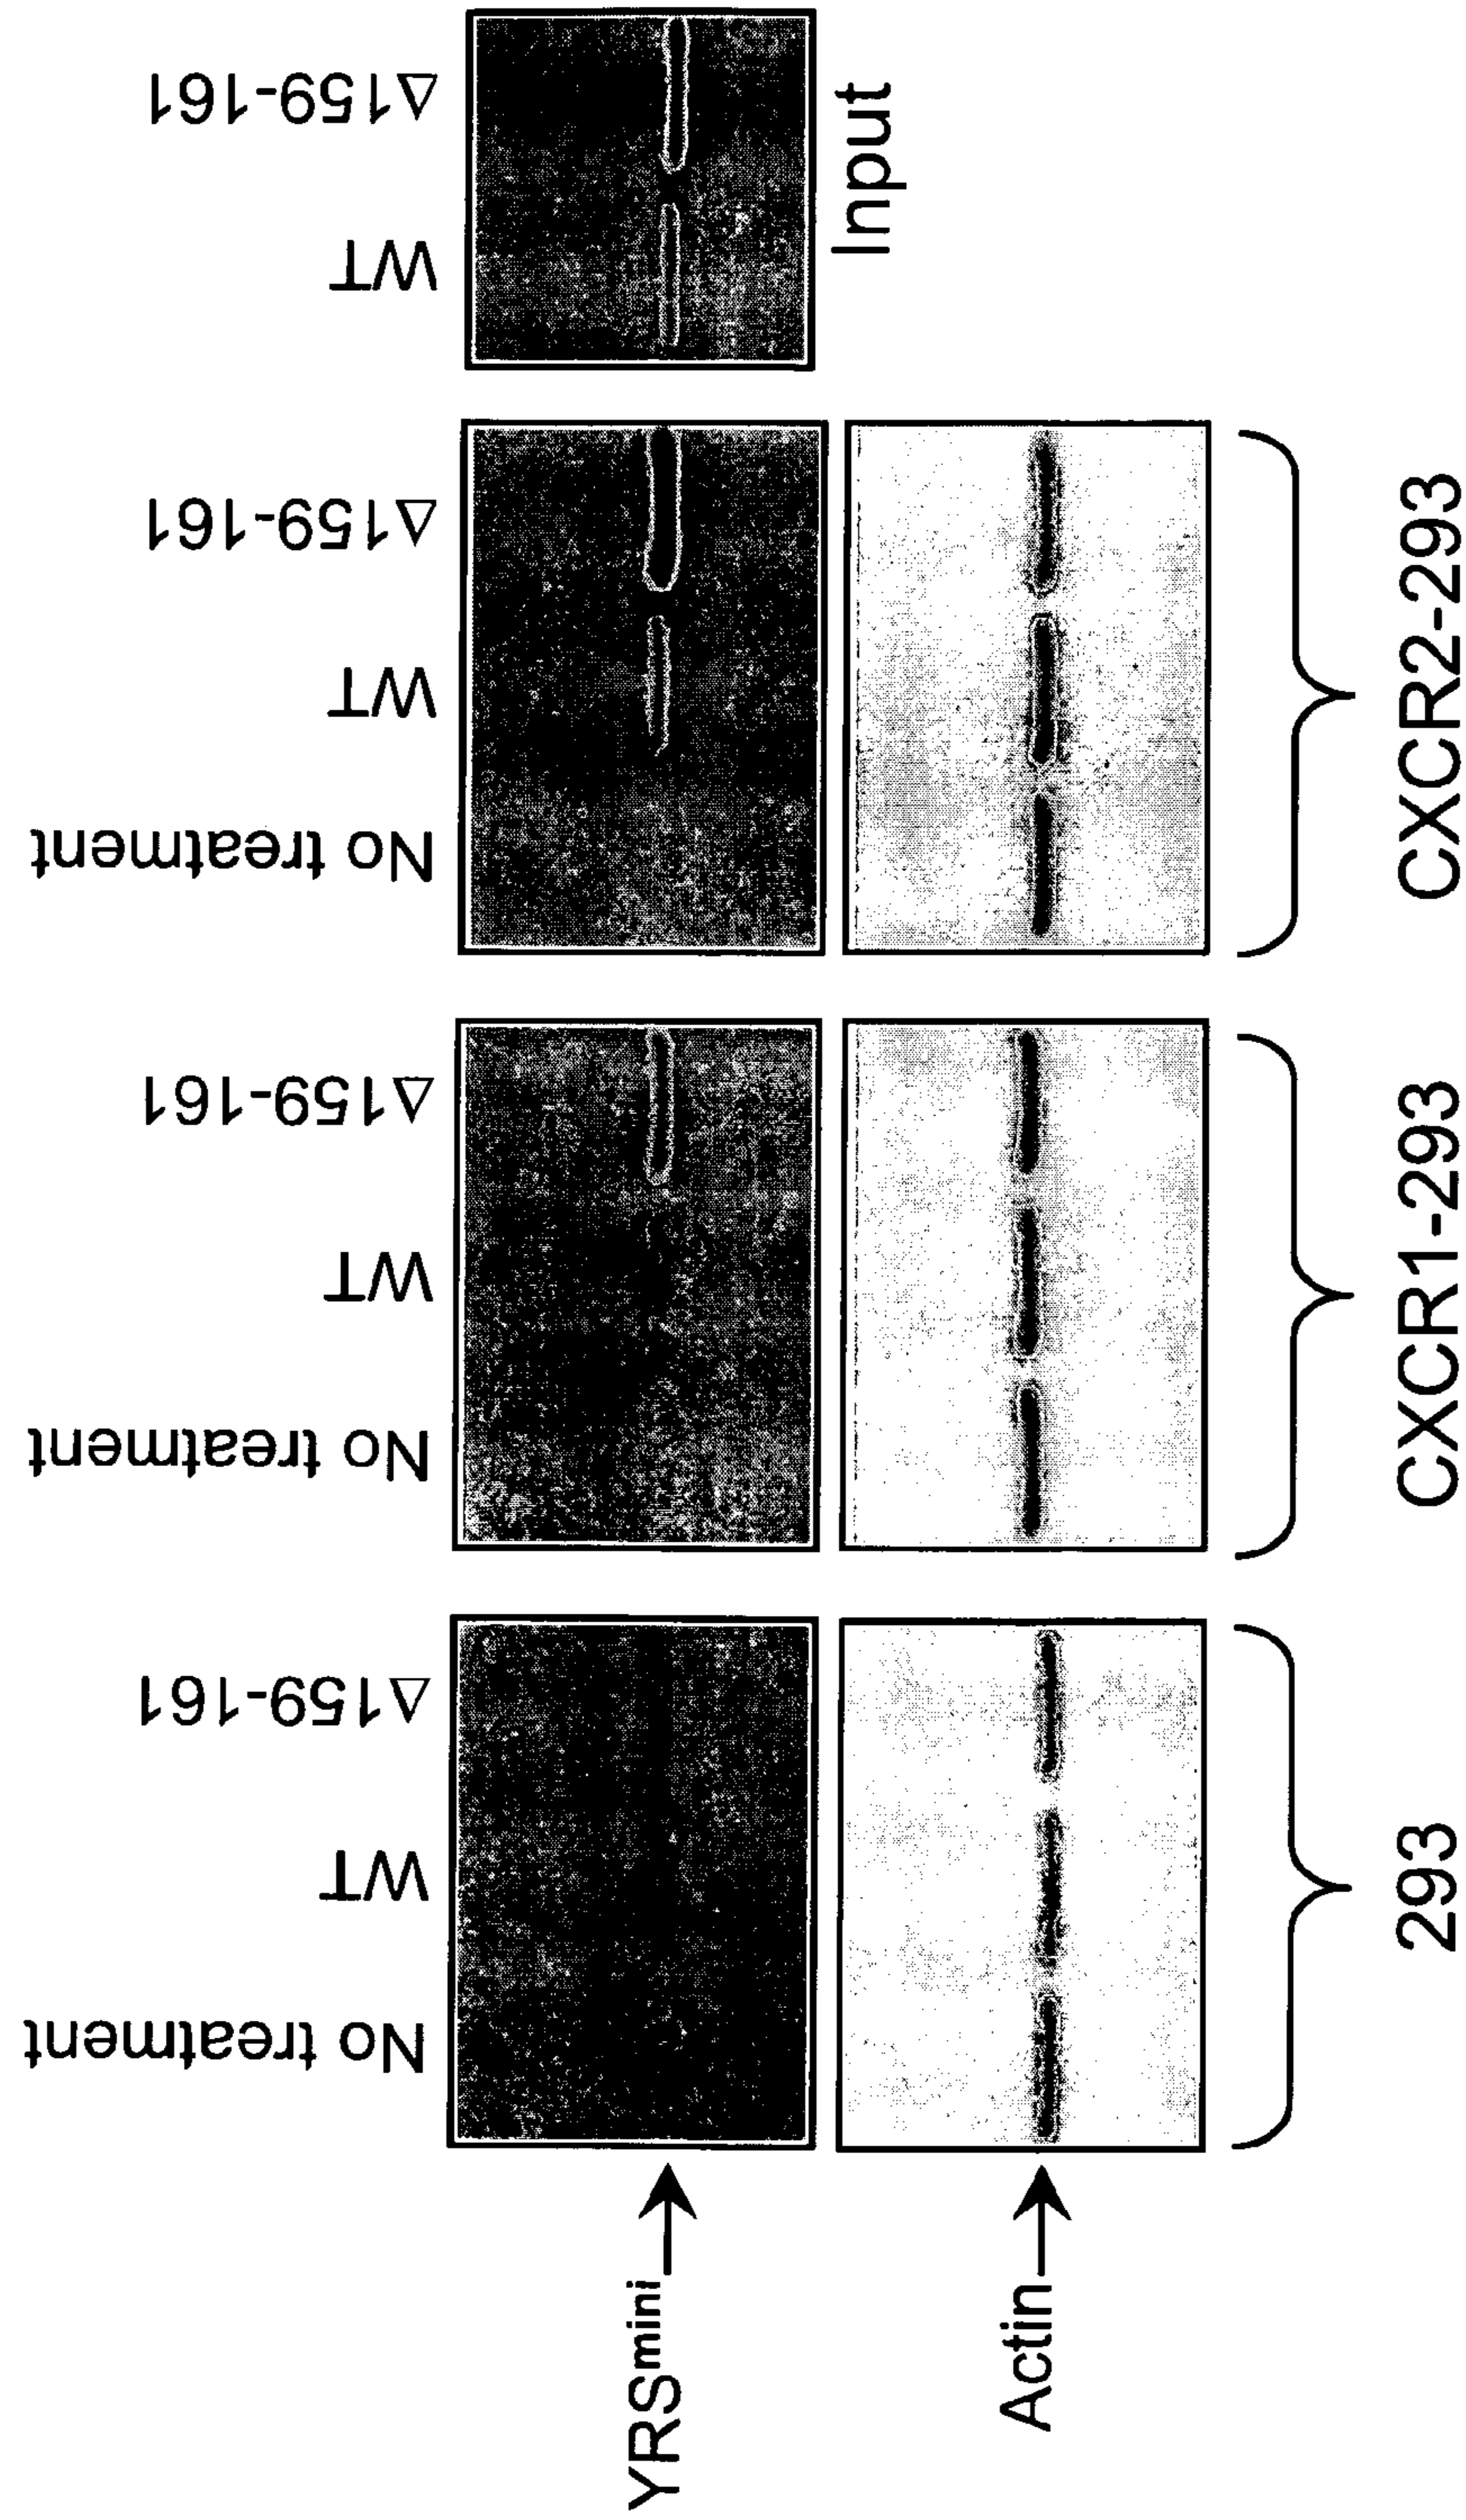 No treatment
WT
Δ159-161
No treatment
WT
Δ159-161
No treatment
WT
Δ159-161
WT
Δ159-161
YRSmini
Input
Actin
293
CXCR1-293
CXCR2-293